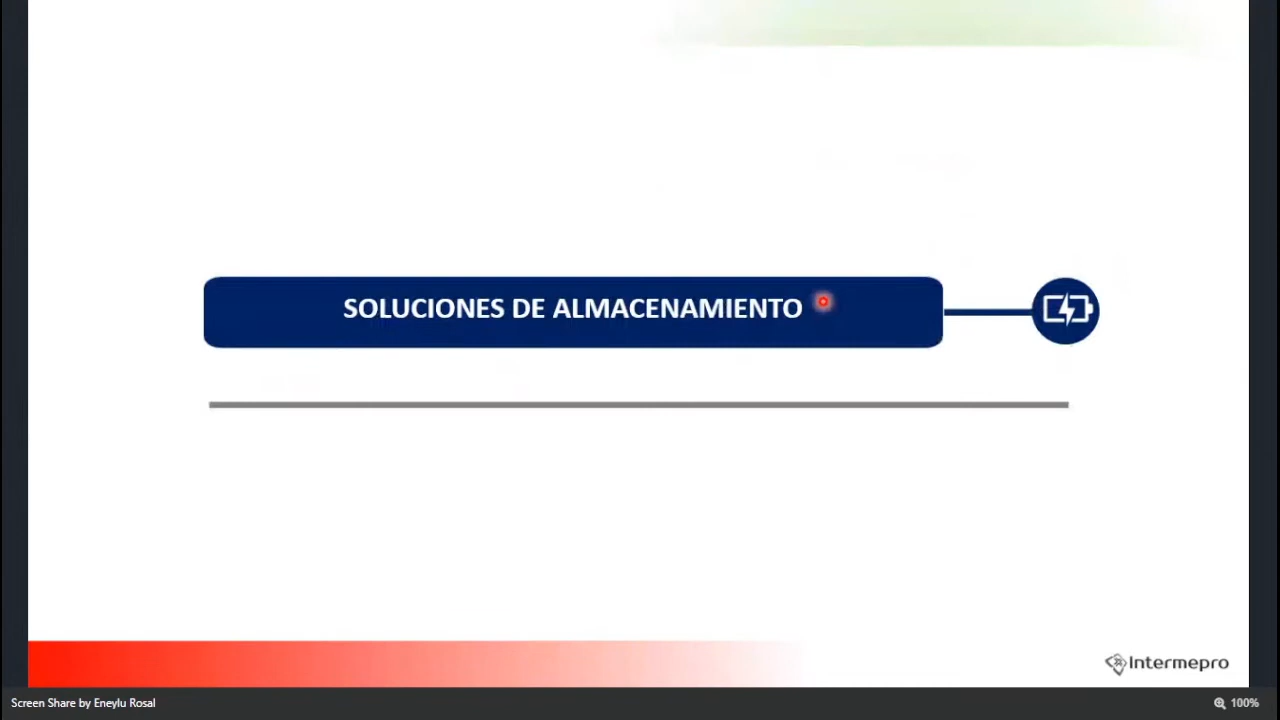 SOLUCIONES DE ALMACENAMIENTO
Intermepro
Screen Share by Eneylu Rosal
100%